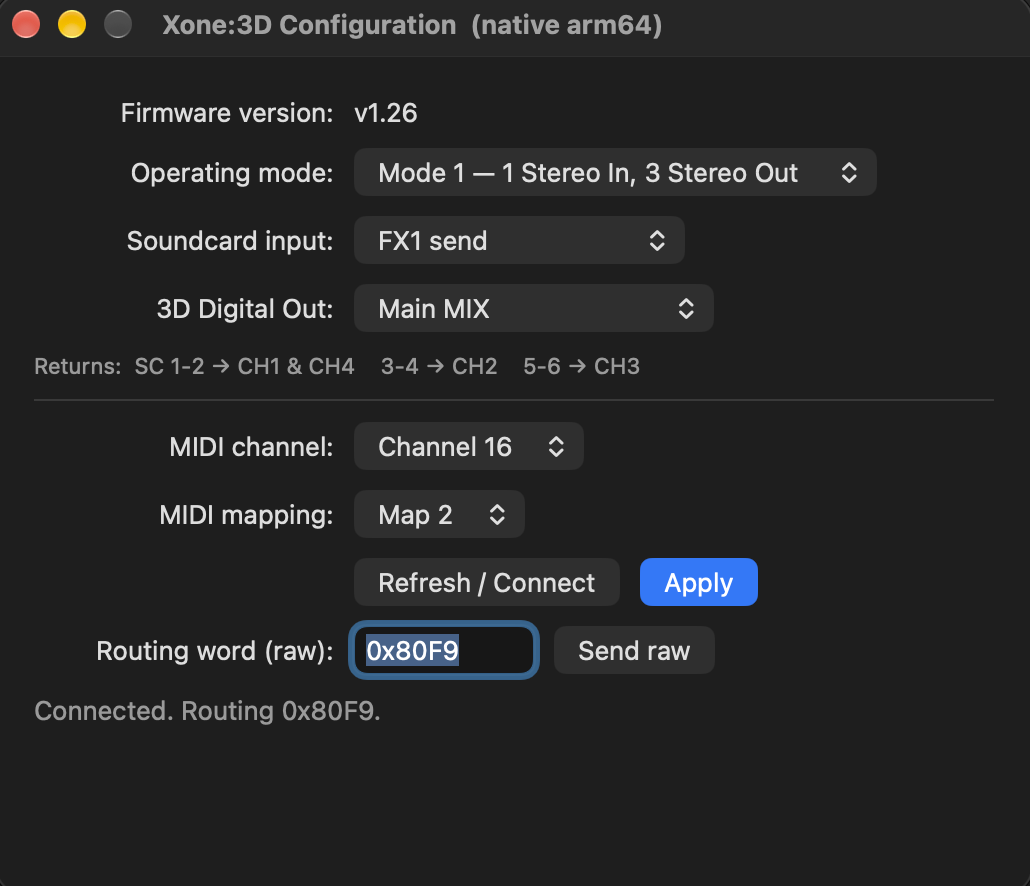 Xone:3D Configuration (native arm64)
Firmware version: v1.26
Operating mode: Mode 1 — 1 Stereo In, 3 Stereo Out
Soundcard input: FX1 send
3D Digital Out: Main MIX
Returns: SC 1-2 → CH1 & CH4 3-4 → CH2 5-6 → CH3
MIDI channel: Channel 16
MIDI mapping: Map 2
Refresh / Connect Apply
Routing word (raw): 0x80F9 Send raw
Connected. Routing 0x80F9.